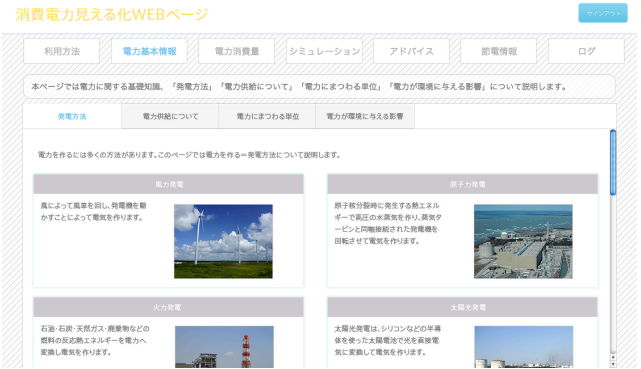 消費電力見える化WEBページ
サインアウト
利用方法
電力基本情報
電力消費量
シミュレーション
アドバイス
節電情報
ログ
本ページでは電力に関する基礎知識、「発電方法」「電力供給について」「電力にまつわる単位」「電力が環境に与える影響」について説明します。
発電方法
電力供給について
電力にまつわる単位
電力が環境に与える影響
電力を作るには多くの方法があります。このページでは電力を作る＝発電方法について説明します。
風力発電
風によって風車を回し、発電機を動
かすことによって電気を作ります。
原子力発電
原子核分裂時に発生する熱エネル
ギーで高圧の水蒸気を作り、蒸気タ
ービンと同軸接続された発電機を
回転させて電気を作ります。
火力発電
石油・石炭・天然ガス・廃棄物などの
燃料の反応熱エネルギーを電力へ
変換し電気を作ります。
太陽光発電
太陽光発電は、シリコンなどの半導
体を使った太陽電池で光を直接電
気に変換して電気を作ります。